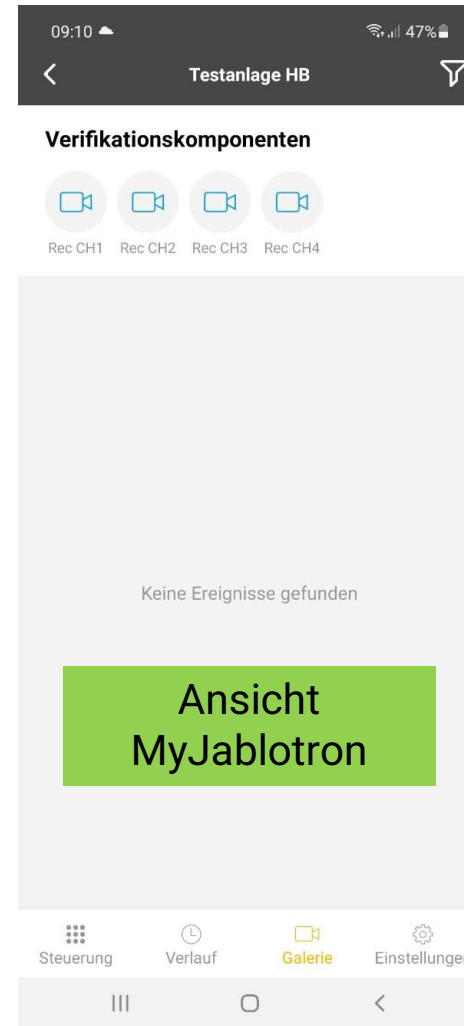 09:10 47%
Testanlage HB
Verifikationskomponenten
Rec CH1 Rec CH2 Rec CH3 Rec CH4
Keine Ereignisse gefunden
Ansicht
MyJablotron
Steuerung Verlauf Galerie Einstellungen